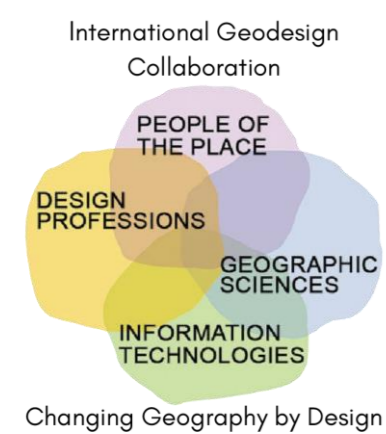 International Geodesign
Collaboration
PEOPLE OF
THE PLACE
DESIGN
PROFESSIONS
GEOGRAPHIC
SCIENCES
INFORMATION
TECHNOLOGIES
Changing Geography by Design